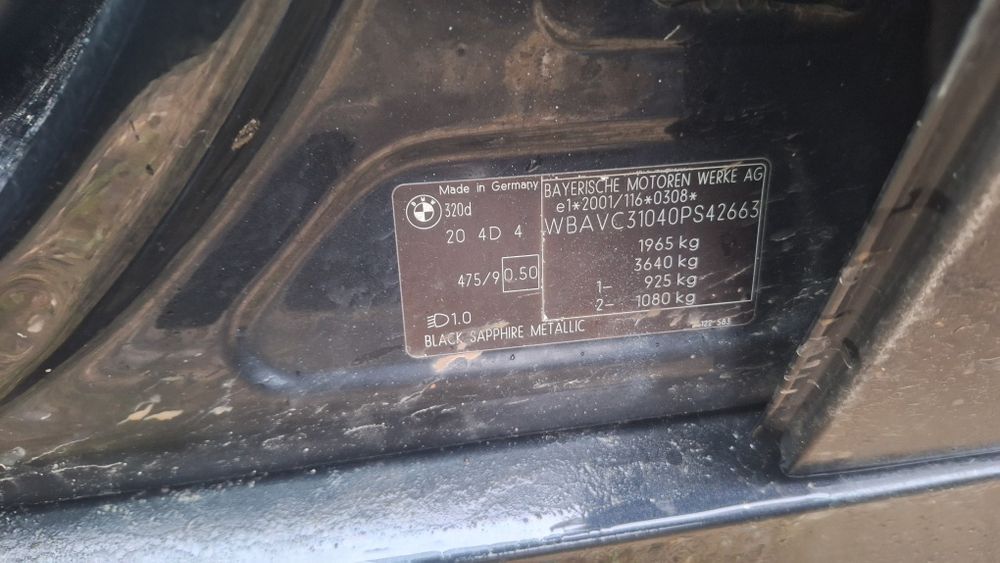 Made in Germany
BMW
320d
20 4D 4
475/9 0.50
1.0
BLACK SAPPHIRE METALLIC
BAYERISCHE MOTOREN WERKE AG
e1*2001/116*0308*
WBAVC31040PS42663
1965 kg
3640 kg
1- 925 kg
2- 1080 kg